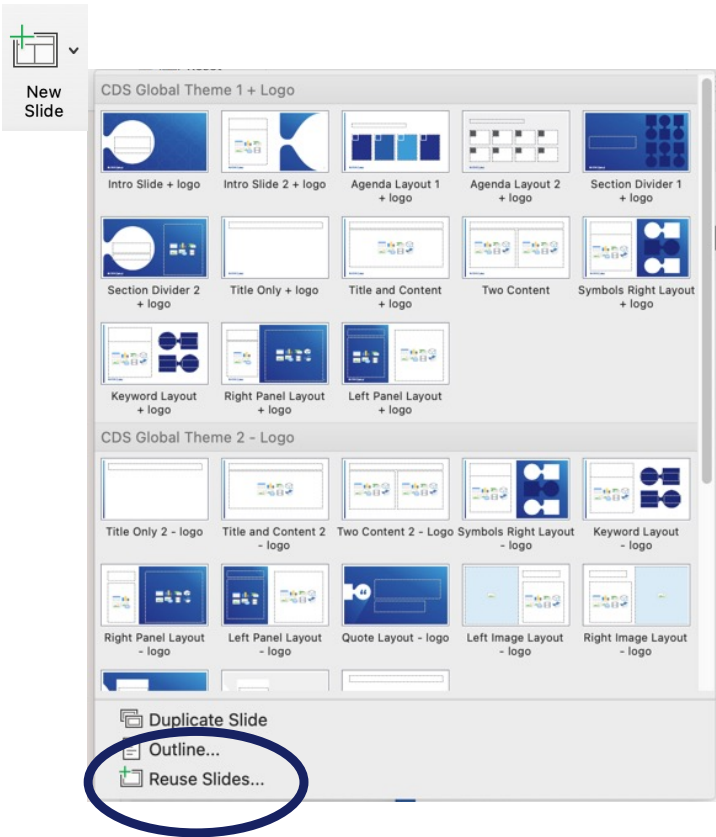 New
Slide
CDS Global Theme 1 + Logo
Intro Slide + logo
Intro Slide 2 + logo
Agenda Layout 1
+ logo
Agenda Layout 2
+ logo
Section Divider 1
+ logo
Section Divider 2
+ logo
Title Only + logo
Title and Content
+ logo
Two Content
Symbols Right Layout
+ logo
Keyword Layout
+ logo
Right Panel Layout
+ logo
Left Panel Layout
+ logo
CDS Global Theme 2 - Logo
Title Only 2 - logo
Title and Content 2
- logo
Two Content 2 - Logo
Symbols Right Layout
- logo
Keyword Layout
- logo
Right Panel Layout
- logo
Left Panel Layout
- logo
Quote Layout - logo
Left Image Layout
- logo
Right Image Layout
- logo
Duplicate Slide
Outline...
Reuse Slides...